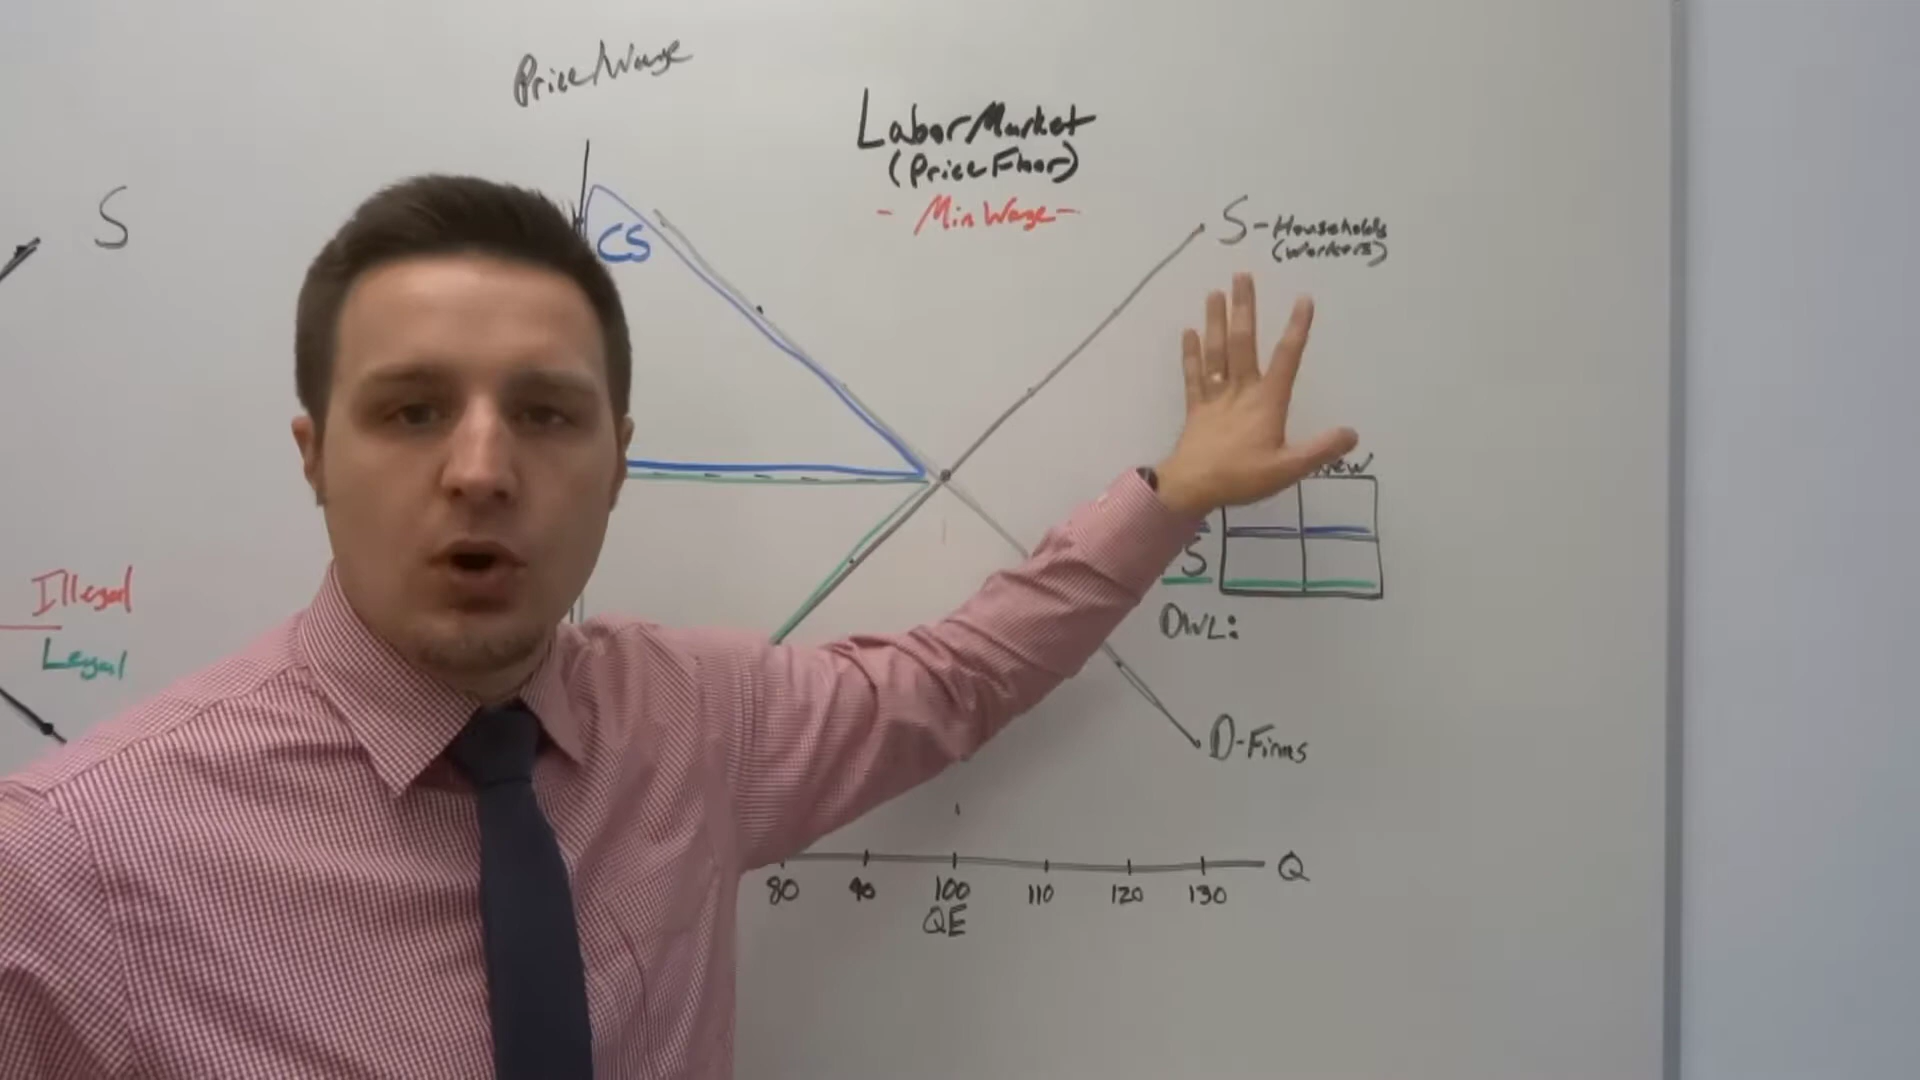 Price/Wage
Labor Market
(Price Floor)
- Min Wage -
S
CS
S - Households
(Workers)
Illegal
Legal
S
DWL:
D - Firms
80 90 100 110 120 130 Q
QE